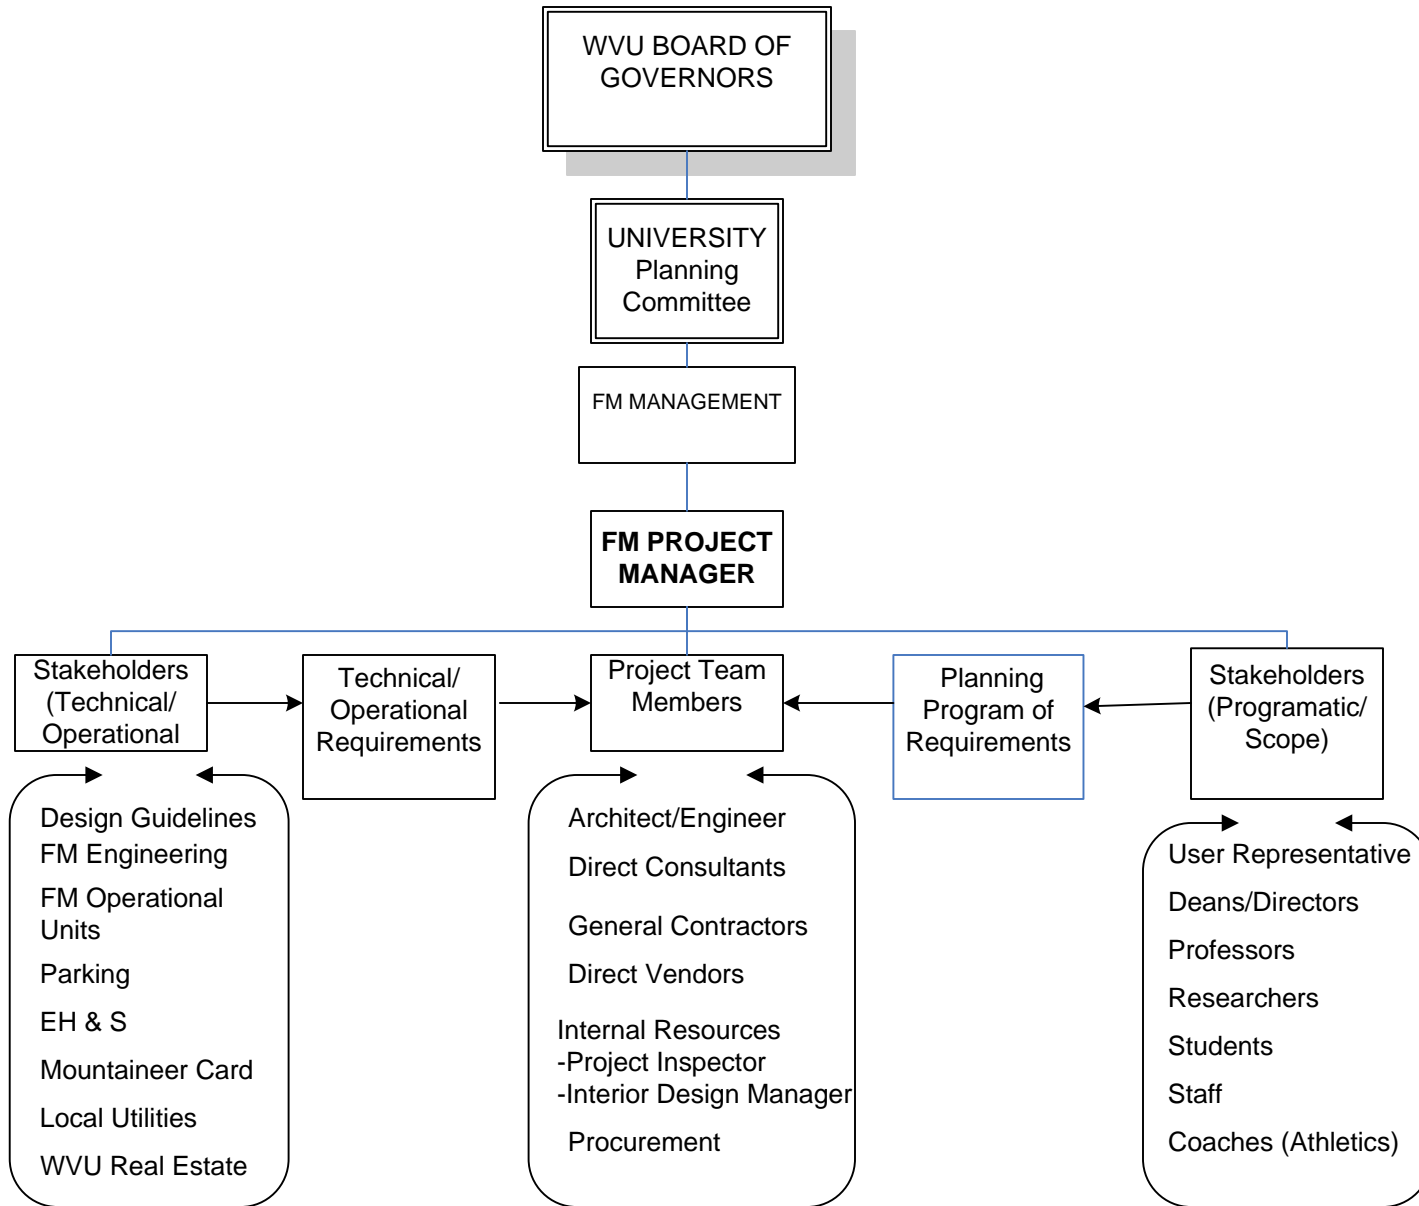 WVU BOARD OF
GOVERNORS
UNIVERSITY
Planning
Committee
FM MANAGEMENT
FM PROJECT
MANAGER
Stakeholders
(Technical/
Operational
Technical/
Operational
Requirements
Project Team
Members
Planning
Program of
Requirements
Stakeholders
(Programatic/
Scope)
Design Guidelines
FM Engineering
FM Operational
Units
Parking
EH & S
Mountaineer Card
Local Utilities
WVU Real Estate
Architect/Engineer
Direct Consultants
General Contractors
Direct Vendors
Internal Resources
-Project Inspector
-Interior Design Manager
Procurement
User Representative
Deans/Directors
Professors
Researchers
Students
Staff
Coaches (Athletics)